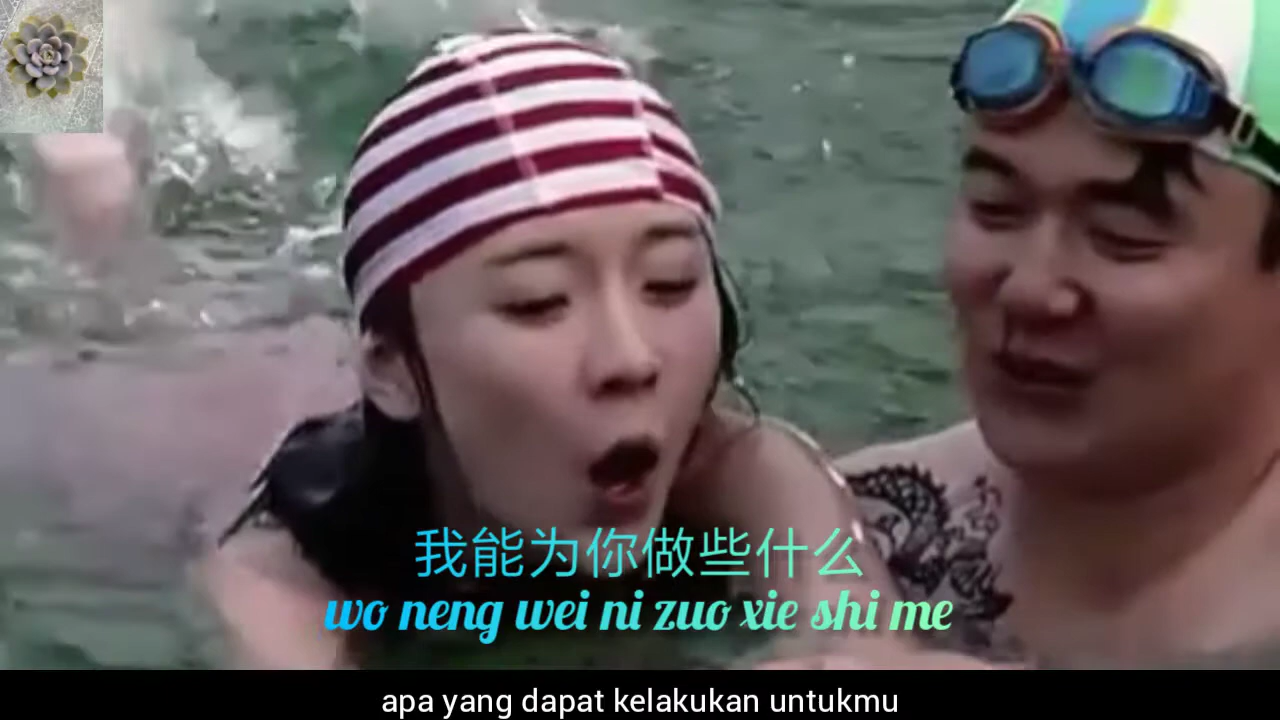 我能为你做些什么
wo neng wei ni zuo xie shi me
apa yang dapat kelakukan untukmu